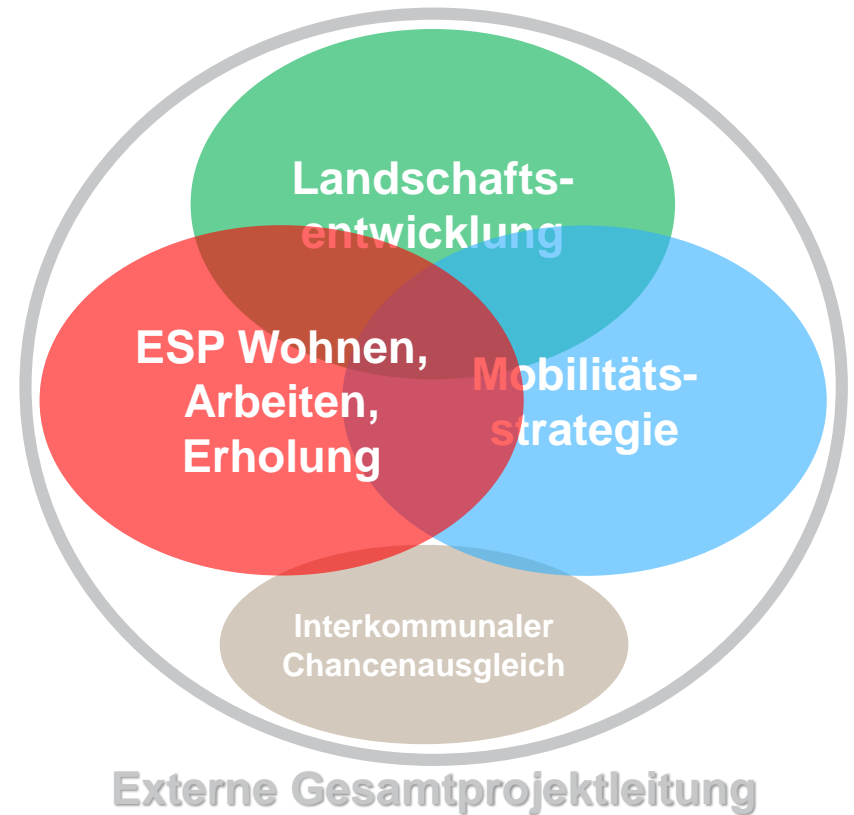 Landschafts-
entwicklung
ESP Wohnen,
Arbeiten,
Erholung
Mobilitäts-
strategie
Interkommunaler
Chancenausgleich
Externe Gesamtprojektleitung